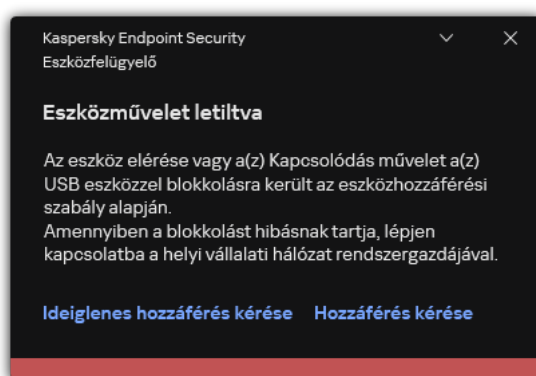 Kaspersky Endpoint Security
Eszközfelügyelő
Eszközművelet letiltva
Az eszköz elérése vagy a(z) Kapcsolódás művelet a(z)
USB eszközzel blokkolásra került az eszközhozzáférési
szabály alapján.
Amennyiben a blokkolást hibásnak tartja, lépjen
kapcsolatba a helyi vállalati hálózat rendszergazdájával.
Ideiglenes hozzáférés kérése Hozzáférés kérése